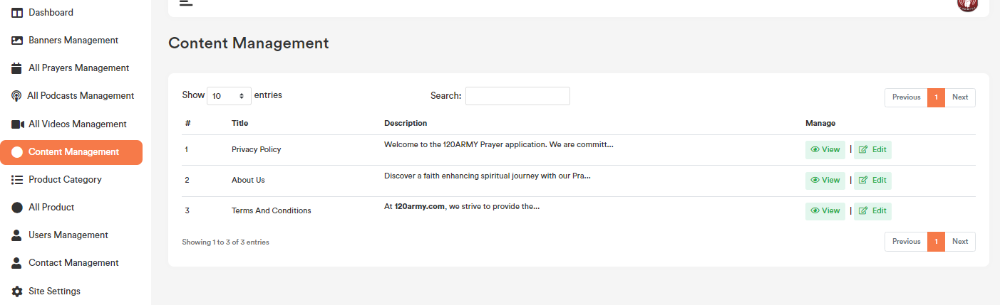 Dashboard
Banners Management
All Prayers Management
All Podcasts Management
All Videos Management
Content Management
Product Category
All Product
Users Management
Contact Management
Site Settings
Content Management
Show 10 entries Search: Previous 1 Next
# Title Description Manage
1 Privacy Policy Welcome to the 120ARMY Prayer application. We are committ... View | Edit
2 About Us Discover a faith enhancing spiritual journey with our Pra... View | Edit
3 Terms And Conditions At 120army.com, we strive to provide the... View | Edit
Showing 1 to 3 of 3 entries Previous 1 Next